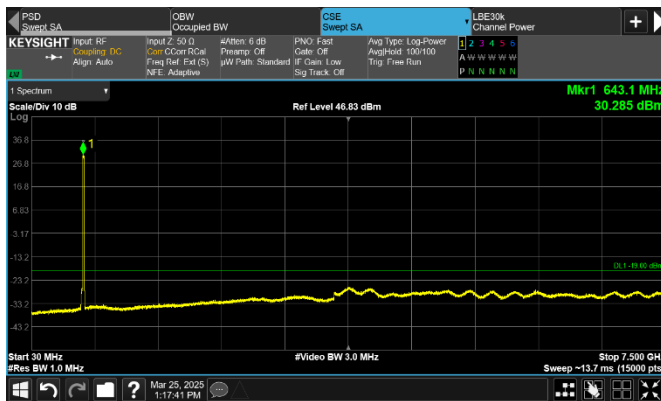 PSD
Swept SA
OBW
Occupied BW
CSE
Swept SA
LBE30k
Channel Power
KEYSIGHT
Input: RF
Coupling: DC
Align: Auto
Input Z: 50 Ω
Corr CCorr RCal
Freq Ref: Ext (S)
NFE: Adaptive
#Atten: 6 dB
Preamp: Off
µW Path: Standard
PNO: Fast
Gate: Off
IF Gain: Low
Sig Track: Off
Avg Type: Log-Power
Avg|Hold: 100/100
Trig: Free Run
1 2 3 4 5 6
A W W W W W
P N N N N N
LXI
1 Spectrum
Scale/Div 10 dB
Ref Level 46.83 dBm
Mkr1 643.1 MHz
30.285 dBm
Log
1
36.8
26.8
16.8
6.83
-3.17
-13.2
DL1 -19.00 dBm
-23.2
-33.2
-43.2
Start 30 MHz
#Video BW 3.0 MHz
Stop 7.500 GHz
#Res BW 1.0 MHz
Sweep ~13.7 ms (15000 pts)
?
Mar 25, 2025
1:17:41 PM